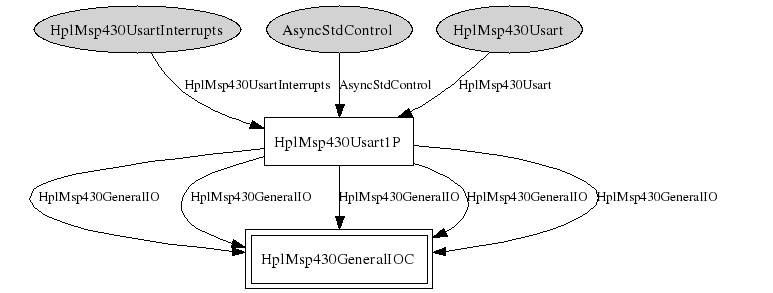 HplMsp430UsartInterrupts
AsyncStdControl
HplMsp430Usart
HplMsp430UsartInterrupts
AsyncStdControl
HplMsp430Usart
HplMsp430Usart1P
HplMsp430GeneralIO
HplMsp430GeneralIO
HplMsp430GeneralIO
HplMsp430GeneralIO
HplMsp430GeneralIO
HplMsp430GeneralIOC